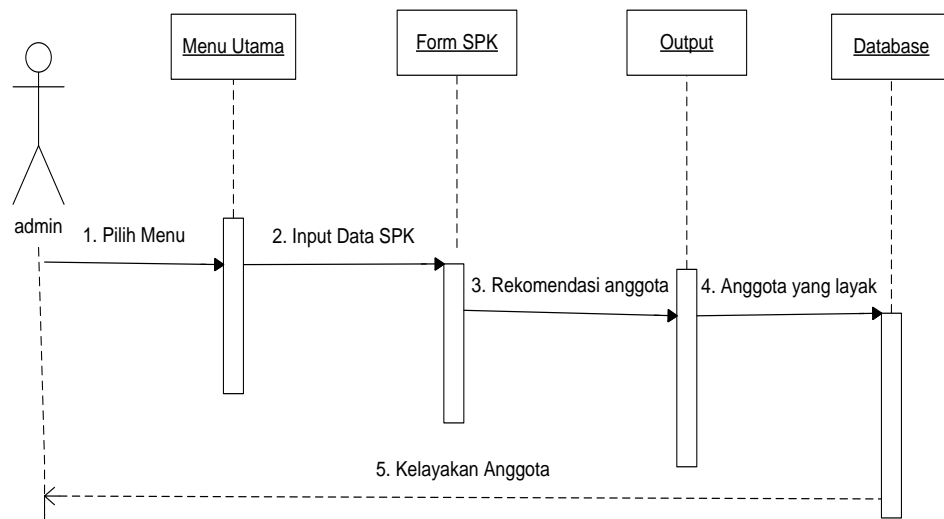 Menu Utama
Form SPK
Output
Database
admin
1. Pilih Menu
2. Input Data SPK
3. Rekomendasi anggota
4. Anggota yang layak
5. Kelayakan Anggota